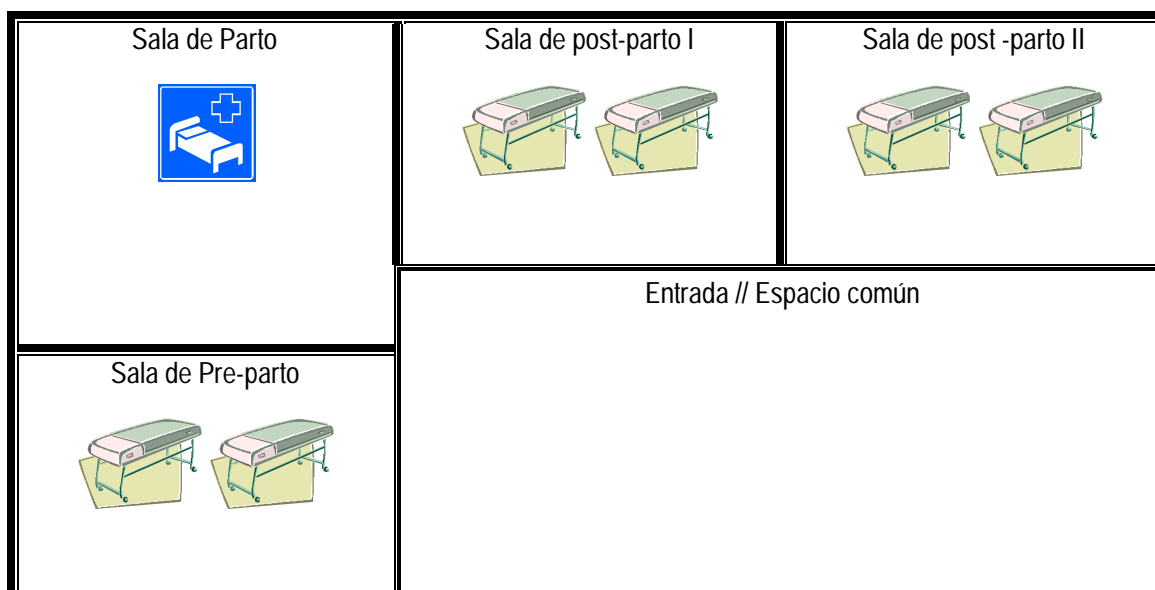 Sala de Parto
Sala de post-parto I
Sala de post -parto II
Entrada // Espacio común
Sala de Pre-parto